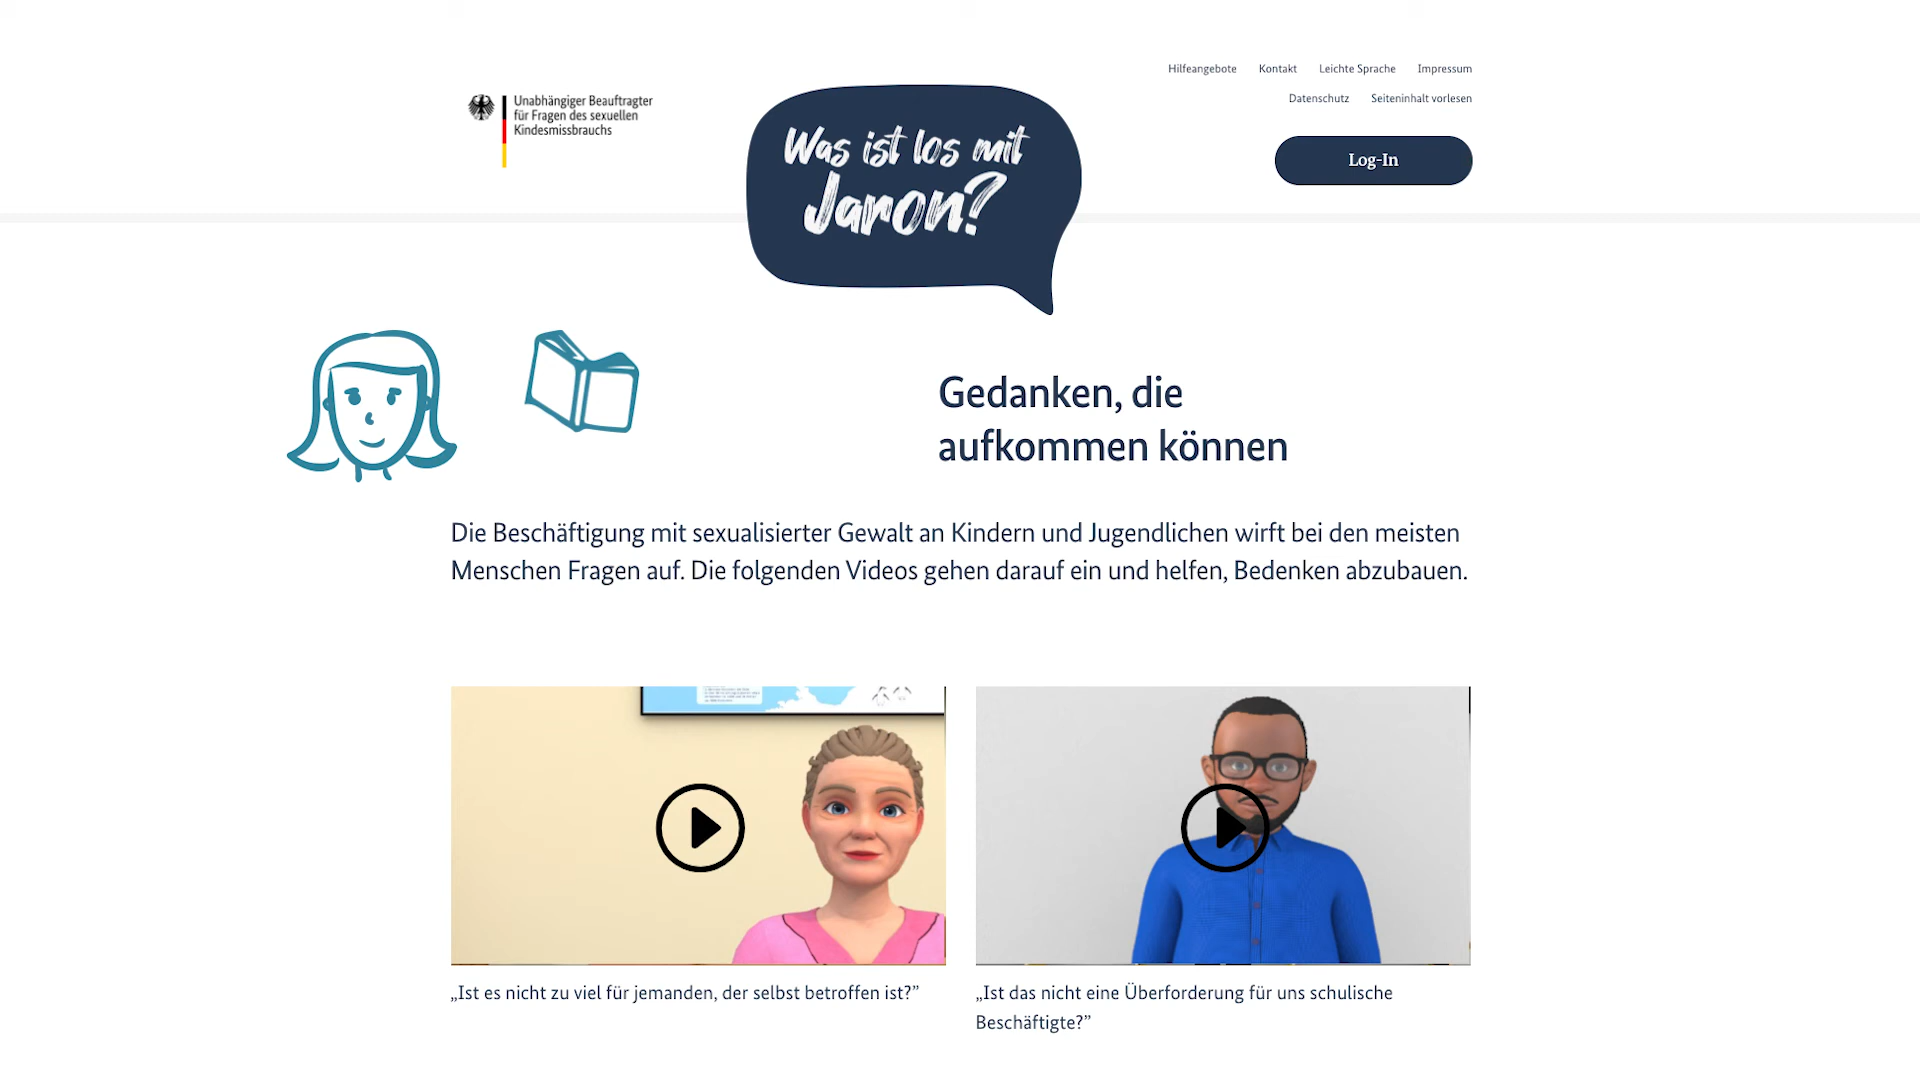 Hilfeangebote Kontakt Leichte Sprache Impressum
Datenschutz Seiteninhalt vorlesen
Unabhängiger Beauftragter
für Fragen des sexuellen
Kindesmissbrauchs
Was ist los mit
Jaron?
Log-In
Gedanken, die
aufkommen können
Die Beschäftigung mit sexualisierter Gewalt an Kindern und Jugendlichen wirft bei den meisten
Menschen Fragen auf. Die folgenden Videos gehen darauf ein und helfen, Bedenken abzubauen.
„Ist es nicht zu viel für jemanden, der selbst betroffen ist?”
„Ist das nicht eine Überforderung für uns schulische
Beschäftigte?”